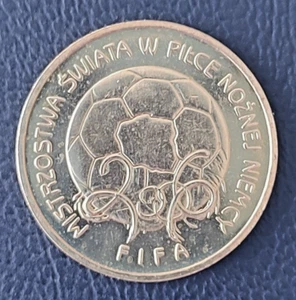 MISTRZOSTWA ŚWIATA W PIŁCE NOŻNEJ NIEMCY
2006
FIFA